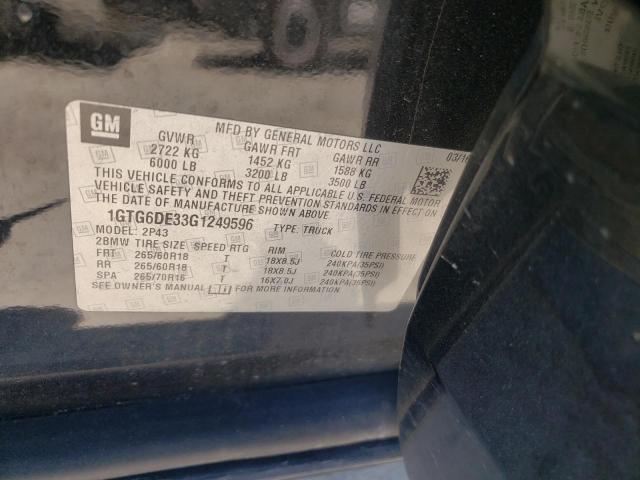 GM
MFD BY GENERAL MOTORS LLC
03/16
GVWR GAWR FRT GAWR RR
2722 KG 1452 KG 1588 KG
6000 LB 3200 LB 3500 LB
THIS VEHICLE CONFORMS TO ALL APPLICABLE U.S. FEDERAL MOTOR
VEHICLE SAFETY AND THEFT PREVENTION STANDARDS IN EFFECT ON
THE DATE OF MANUFACTURE SHOWN ABOVE.
1GTG6DE33G1249596 TYPE: TRUCK
MODEL: 2P43
2BMW TIRE SIZE SPEED RTG RIM COLD TIRE PRESSURE
FRT 265/60R18 T 18X8.5J 240KPA(35PSI)
RR 265/60R18 T 18X8.5J 240KPA(35PSI)
SPA 265/70R16 T 16X7.0J 240KPA(35PSI)
SEE OWNER'S MANUAL FOR MORE INFORMATION